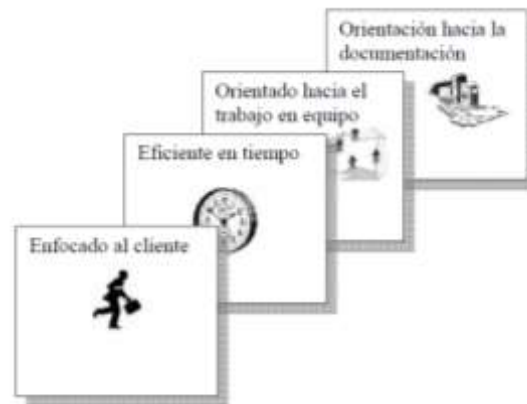 Orientación hacia la
documentación
Orientado hacia el
trabajo en equipo
Eficiente en tiempo
Enfocado al cliente